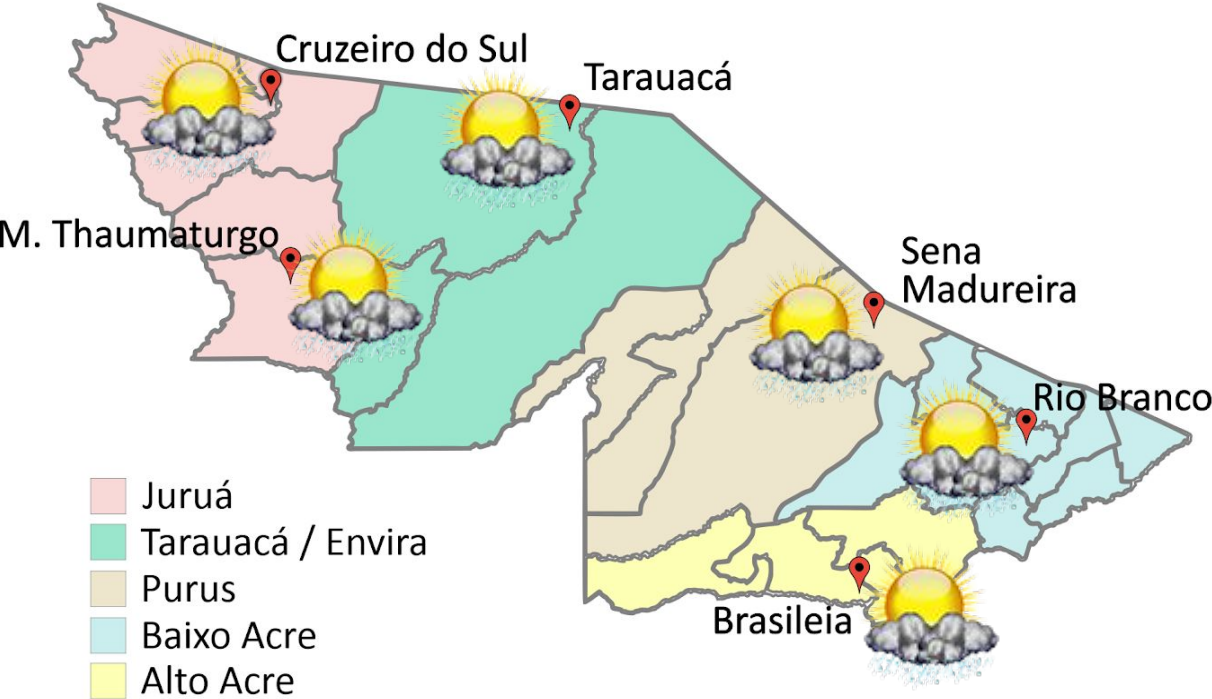 Cruzeiro do Sul
Tarauacá
M. Thaumaturgo
Sena
Madureira
Rio Branco
Brasileia
Juruá
Tarauacá / Envira
Purus
Baixo Acre
Alto Acre